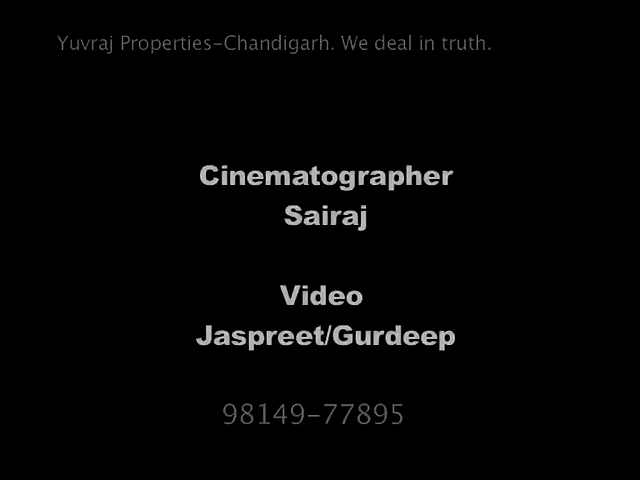 Yuvraj Properties-Chandigarh. We deal in truth.
Cinematographer
Sairaj
Video
Jaspreet/Gurdeep
98149-77895